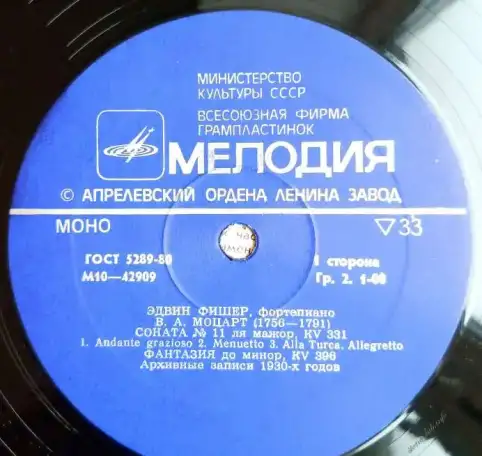 МИНИСТЕРСТВО
КУЛЬТУРЫ СССР
ВСЕСОЮЗНАЯ ФИРМА
ГРАМПЛАСТИНОК
МЕЛОДИЯ
© АПРЕЛЕВСКИЙ ОРДЕНА ЛЕНИНА ЗАВОД
МОНО
▽33
ГОСТ 5289-80
М10—42909
I сторона
Гр. 2. 1-00
ЭДВИН ФИШЕР, фортепиано
В. А. МОЦАРТ (1756—1791)
СОНАТА № 11 ля мажор, KV 331
1. Andante grazioso 2. Menuetto 3. Alla Turca. Allegretto
ФАНТАЗИЯ до минор, KV 396
Архивные записи 1930-х годов